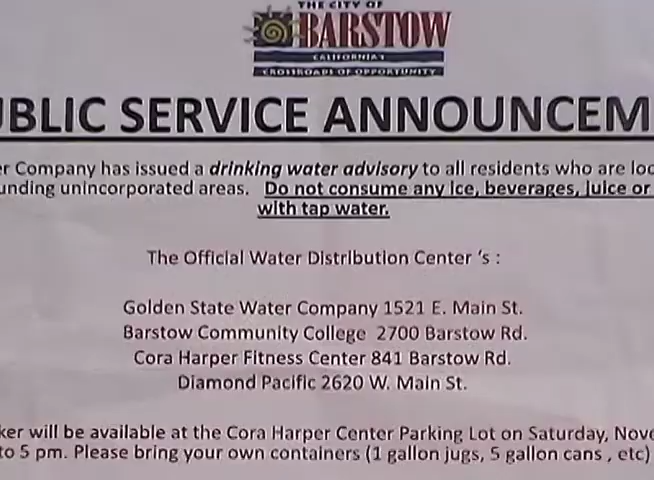 THE CITY OF
BARSTOW
CALIFORNIA
CROSSROADS OF OPPORTUNITY
UBLIC SERVICE ANNOUNCEM
er Company has issued a drinking water advisory to all residents who are loc
unding unincorporated areas. Do not consume any ice, beverages, juice or
with tap water.
The Official Water Distribution Center 's :
Golden State Water Company 1521 E. Main St.
Barstow Community College 2700 Barstow Rd.
Cora Harper Fitness Center 841 Barstow Rd.
Diamond Pacific 2620 W. Main St.
ker will be available at the Cora Harper Center Parking Lot on Saturday, Nove
to 5 pm. Please bring your own containers (1 gallon jugs, 5 gallon cans , etc)